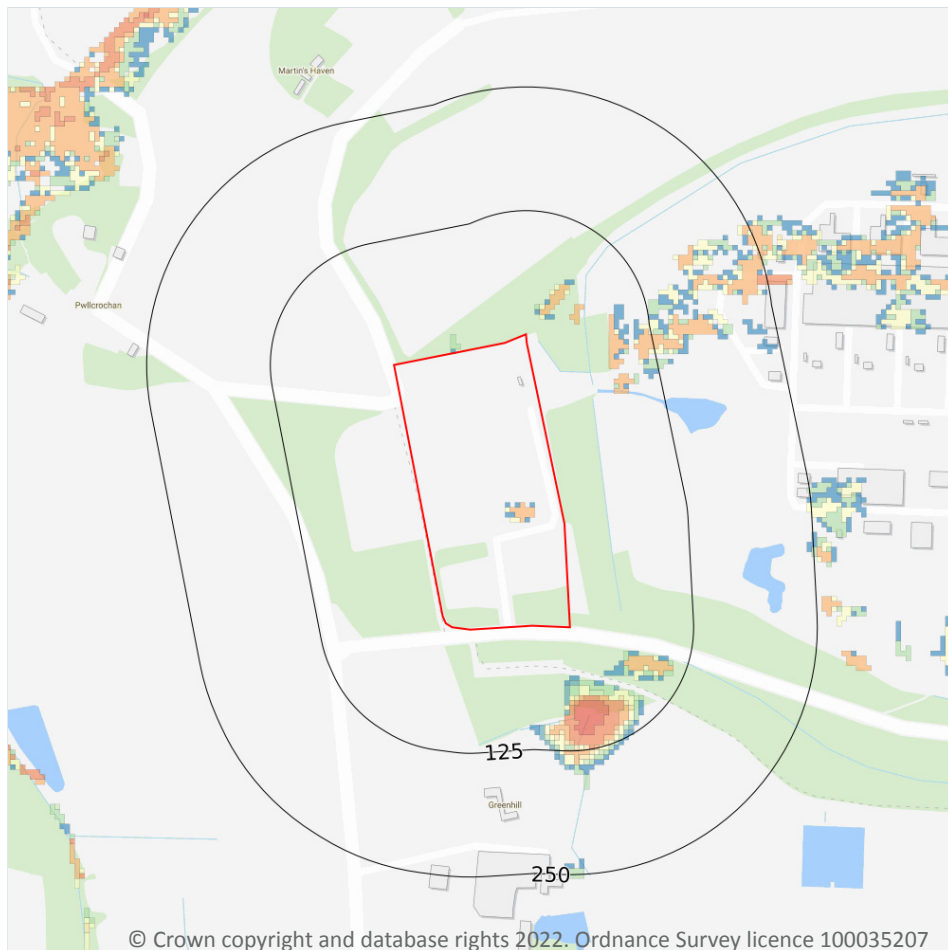 Martin's Haven
Pwllcrochan
125
Greenhill
250
© Crown copyright and database rights 2022. Ordnance Survey licence 100035207